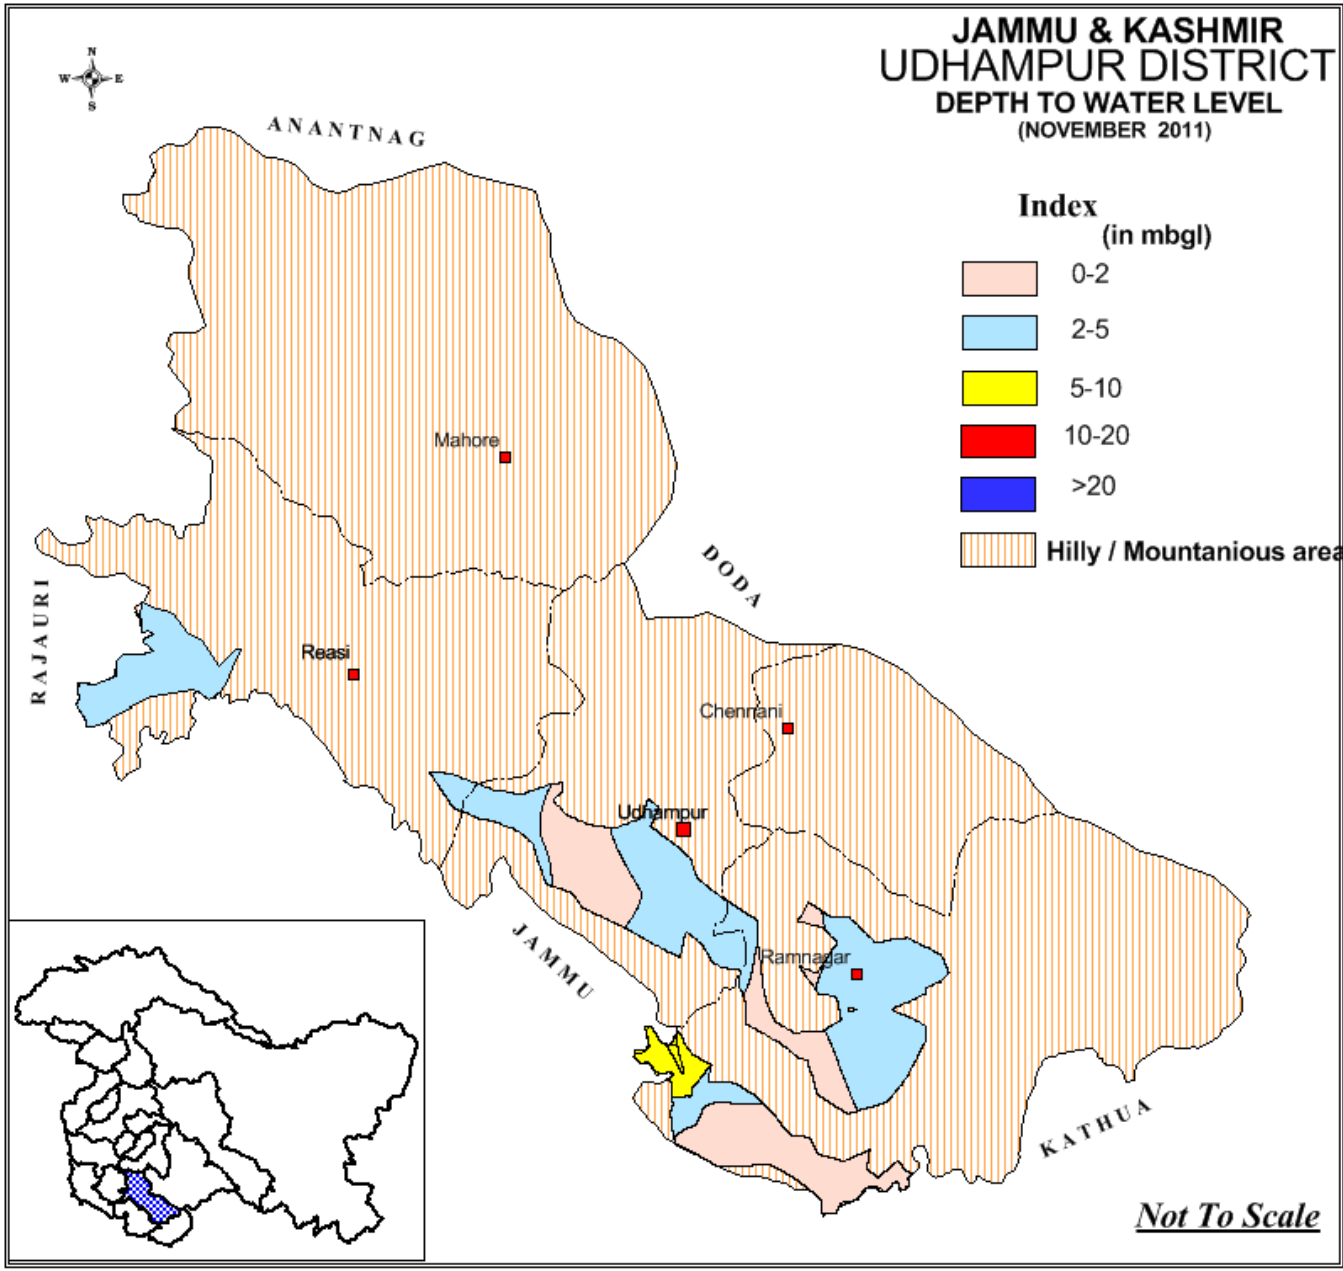 JAMMU & KASHMIR
UDHAMPUR DISTRICT
DEPTH TO WATER LEVEL
(NOVEMBER 2011)
N
W E
S
ANANTNAG
Index
(in mbgl)
0-2
2-5
5-10
10-20
>20
Hilly / Mountanious area
Mahore
DODA
RAJAURI
Reasi
Chennani
Udhampur
JAMMU
Ramnagar
KATHUA
Not To Scale